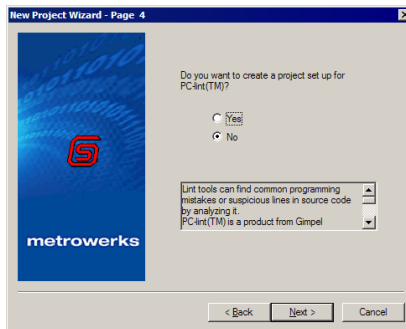 New Project Wizard - Page 4
Do you want to create a project set up for
PC-lint(TM)?
Yes
No
Lint tools can find common programming
mistakes or suspicious lines in source code
by analyzing it.
PC-lint(TM) is a product from Gimpel
metrowerks
< Back
Next >
Cancel